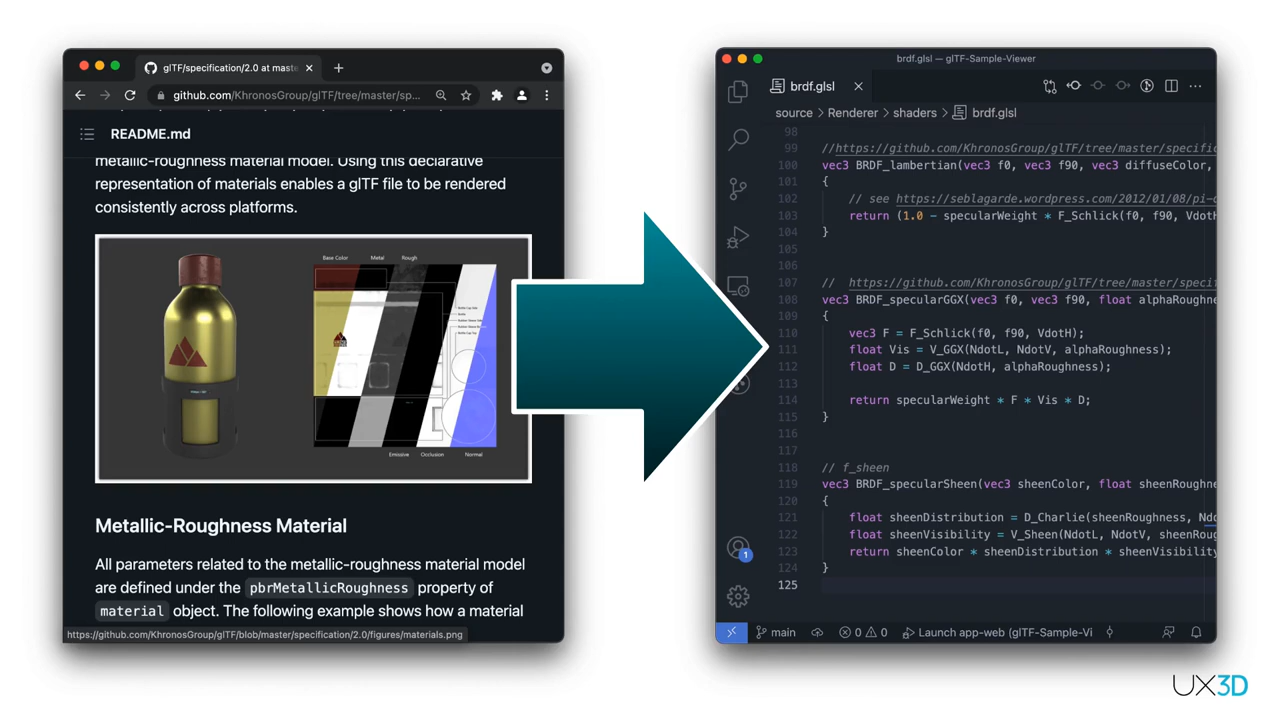 glTF/specification/2.0 at maste
github.com/KhronosGroup/glTF/tree/master/sp...
README.md
metallic-roughness material model. Using this declarative
representation of materials enables a glTF file to be rendered
consistently across platforms.
Base Color Metal Rough
Emissive Occlusion Normal
Metallic-Roughness Material
All parameters related to the metallic-roughness material model
are defined under the pbrMetallicRoughness property of
material object. The following example shows how a material
https://github.com/KhronosGroup/glTF/blob/master/specification/2.0/figures/materials.png
brdf.glsl — glTF-Sample-Viewer
brdf.glsl
source > Renderer > shaders > brdf.glsl
98
99 //https://github.com/KhronosGroup/glTF/tree/master/specific
100 vec3 BRDF_lambertian(vec3 f0, vec3 f90, vec3 diffuseColor,
101 {
102 // see https://seblagarde.wordpress.com/2012/01/08/pi-o
103 return (1.0 - specularWeight * F_Schlick(f0, f90, VdotH
104 }
105
106
107 // https://github.com/KhronosGroup/glTF/tree/master/specif
108 vec3 BRDF_specularGGX(vec3 f0, vec3 f90, float alphaRoughne
109 {
110 vec3 F = F_Schlick(f0, f90, VdotH);
111 float Vis = V_GGX(NdotL, NdotV, alphaRoughness);
112 float D = D_GGX(NdotH, alphaRoughness);
113
114 return specularWeight * F * Vis * D;
115 }
116
117
118 // f_sheen
119 vec3 BRDF_specularSheen(vec3 sheenColor, float sheenRoughne
120 {
121 float sheenDistribution = D_Charlie(sheenRoughness, Ndo
122 float sheenVisibility = V_Sheen(NdotL, NdotV, sheenRoug
123 return sheenColor * sheenDistribution * sheenVisibility
124 }
125
1
main 0 0 Launch app-web (glTF-Sample-Vi
UX3D